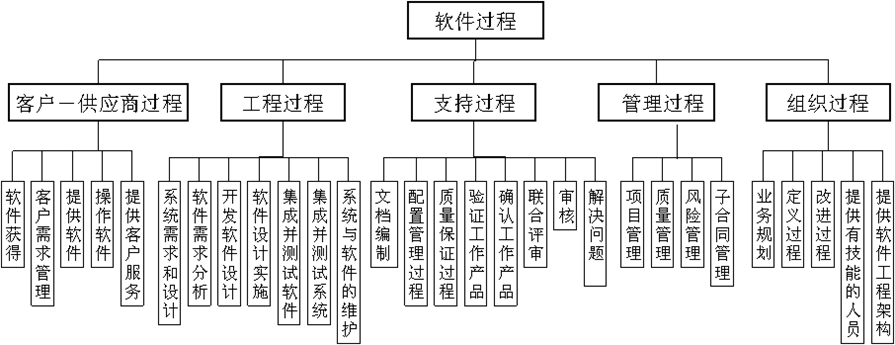 软件过程
客户－供应商过程
工程过程
支持过程
管理过程
组织过程
软件获得
客户需求管理
提供软件
操作软件
提供客户服务
系统需求和设计
软件需求分析
开发软件设计
软件设计实施
集成并测试软件
集成并测试系统
系统与软件的维护
文档编制
配置管理过程
质量保证过程
验证工作产品
确认工作产品
联合评审
审核
解决问题
项目管理
质量管理
风险管理
子合同管理
业务规划
定义过程
改进过程
提供有技能的人员
提供软件工程架构